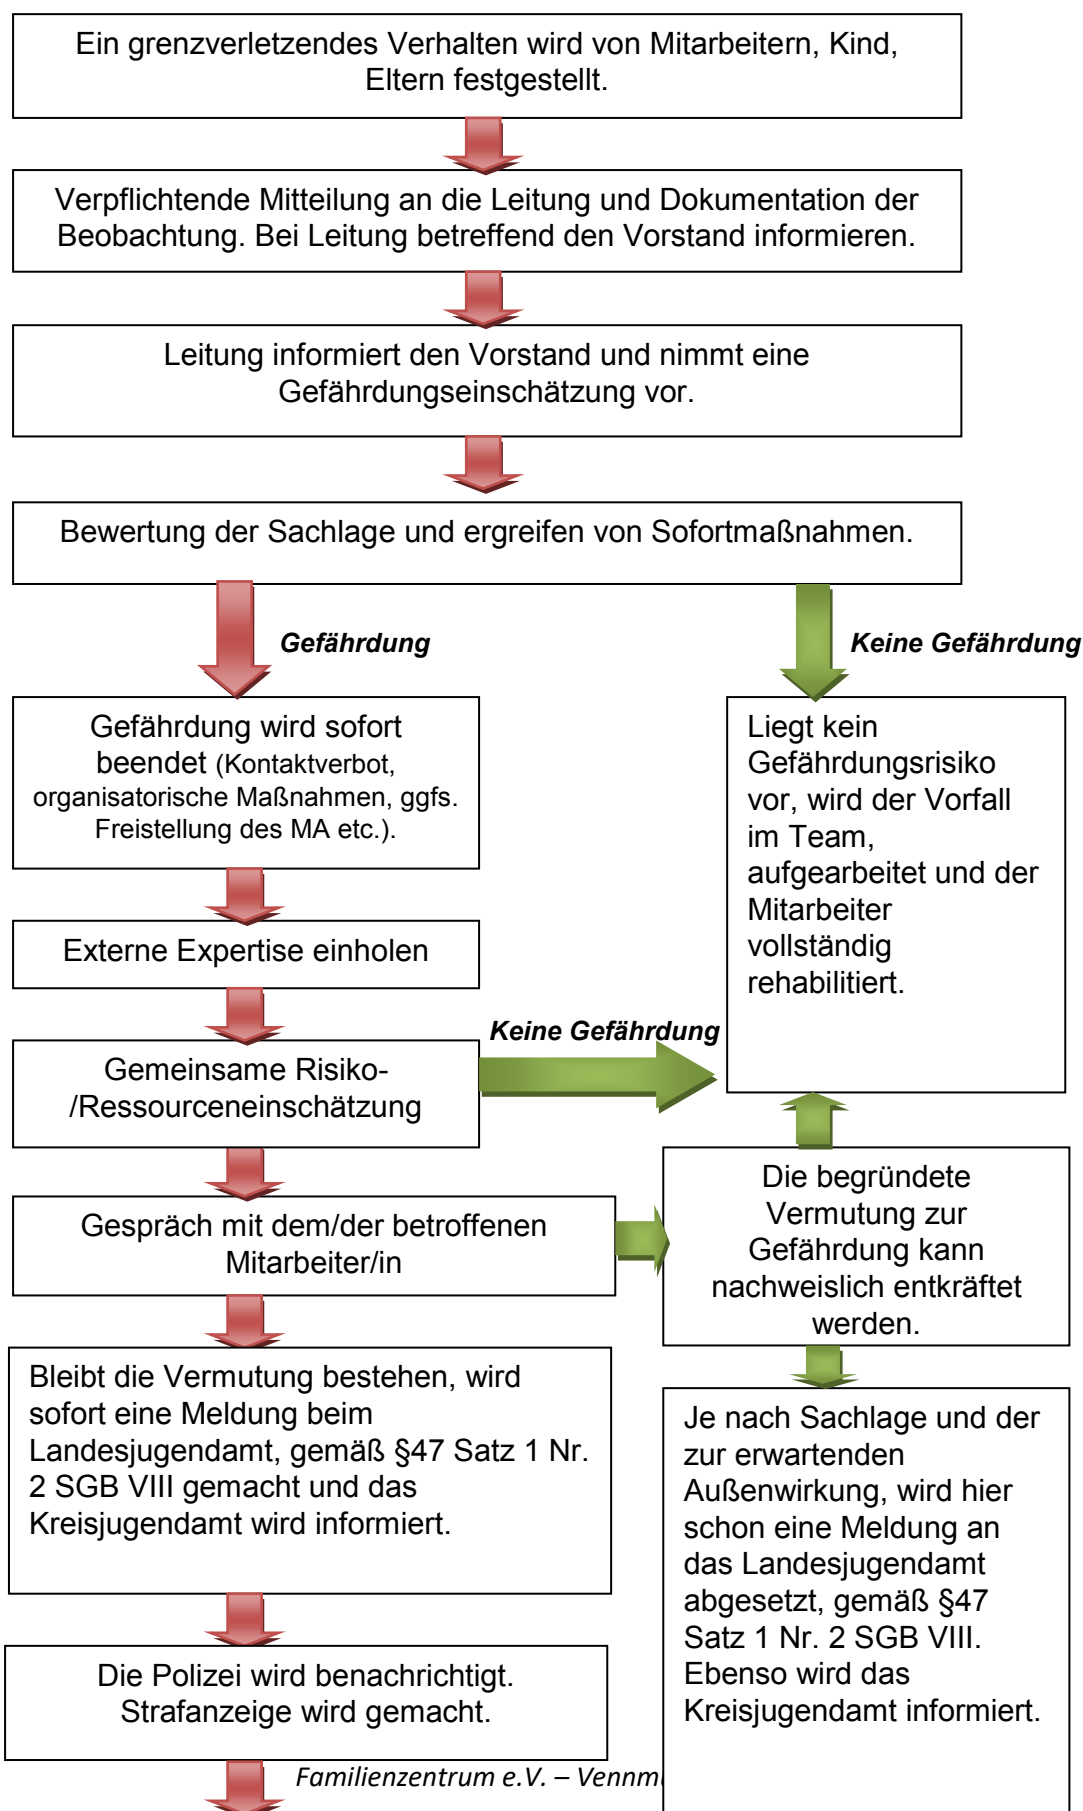 Ein grenzverletzendes Verhalten wird von Mitarbeitern, Kind,
Eltern festgestellt.
Verpflichtende Mitteilung an die Leitung und Dokumentation der
Beobachtung. Bei Leitung betreffend den Vorstand informieren.
Leitung informiert den Vorstand und nimmt eine
Gefährdungseinschätzung vor.
Bewertung der Sachlage und ergreifen von Sofortmaßnahmen.
Gefährdung
Keine Gefährdung
Gefährdung wird sofort
beendet (Kontaktverbot,
organisatorische Maßnahmen, ggfs.
Freistellung des MA etc.).
Liegt kein
Gefährdungsrisiko
vor, wird der Vorfall
im Team,
aufgearbeitet und der
Mitarbeiter
vollständig
rehabilitiert.
Externe Expertise einholen
Keine Gefährdung
Gemeinsame Risiko-
/Ressourceneinschätzung
Gespräch mit dem/der betroffenen
Mitarbeiter/in
Die begründete
Vermutung zur
Gefährdung kann
nachweislich entkräftet
werden.
Bleibt die Vermutung bestehen, wird
sofort eine Meldung beim
Landesjugendamt, gemäß §47 Satz 1 Nr.
2 SGB VIII gemacht und das
Kreisjugendamt wird informiert.
Je nach Sachlage und der
zur erwartenden
Außenwirkung, wird hier
schon eine Meldung an
das Landesjugendamt
abgesetzt, gemäß §47
Satz 1 Nr. 2 SGB VIII.
Ebenso wird das
Kreisjugendamt informiert.
Die Polizei wird benachrichtigt.
Strafanzeige wird gemacht.
Familienzentrum e.V. –